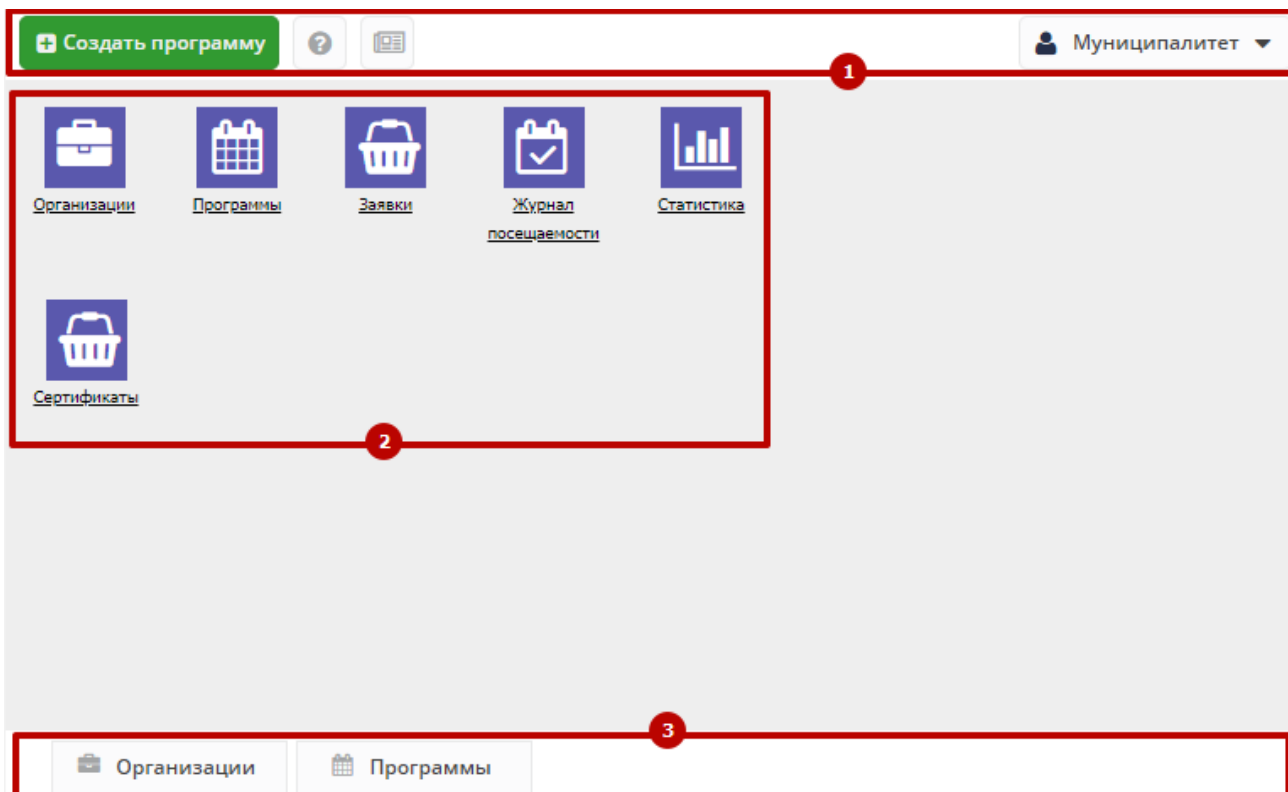 Создать программу
Муниципалитет
1
Организации
Программы
Заявки
Журнал
посещаемости
Статистика
Сертификаты
2
3
Организации
Программы